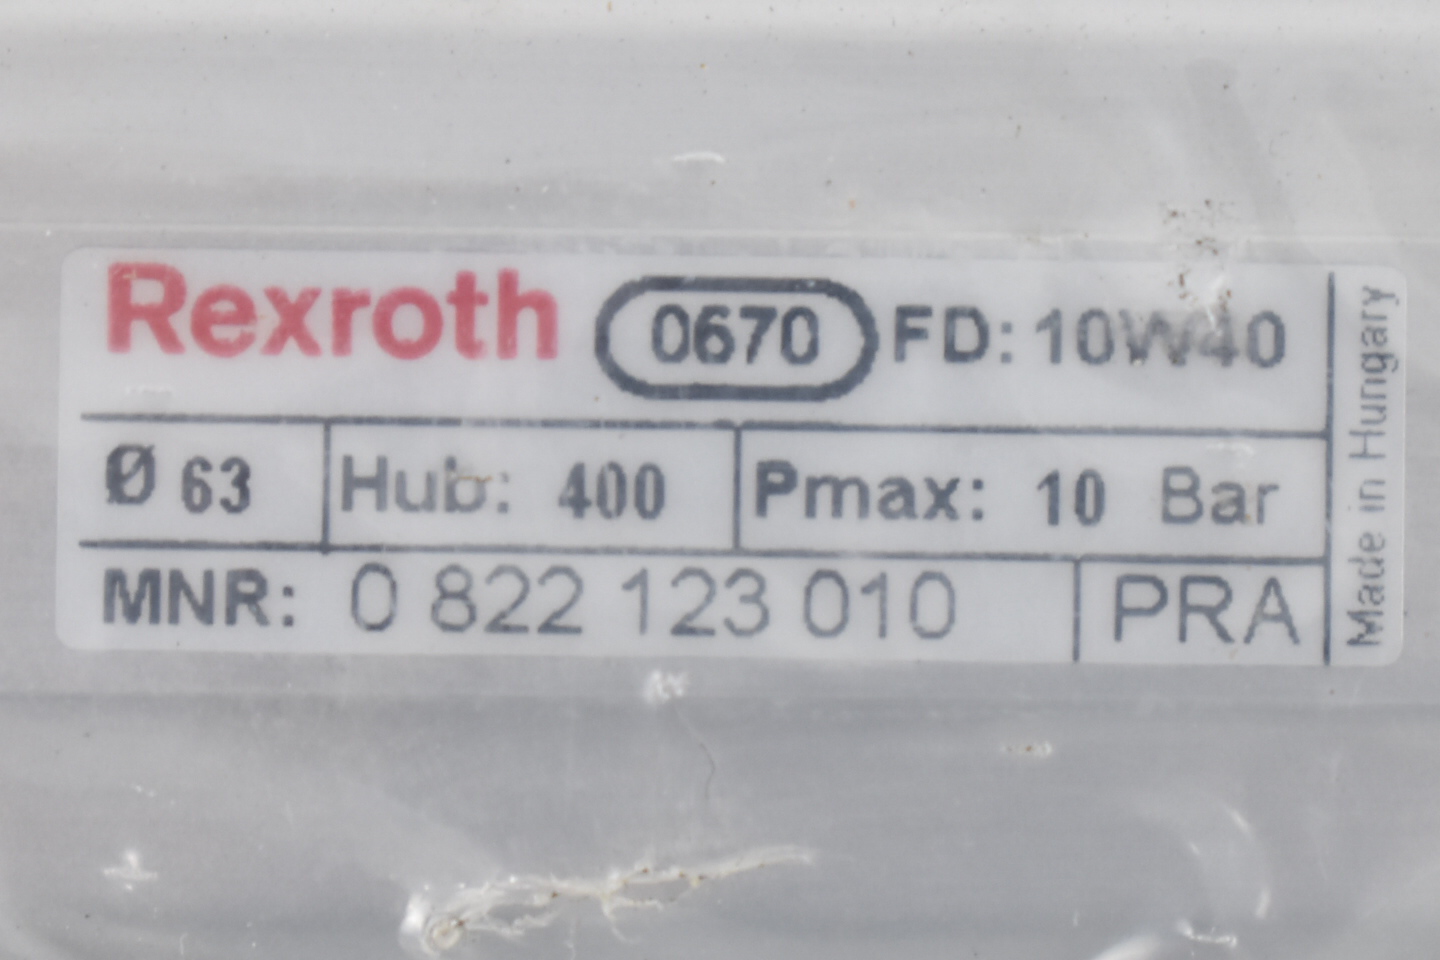 Rexroth 0670 FD: 10W40
Ø 63 Hub: 400 Pmax: 10 Bar
MNR: 0 822 123 010 PRA
Made in Hungary